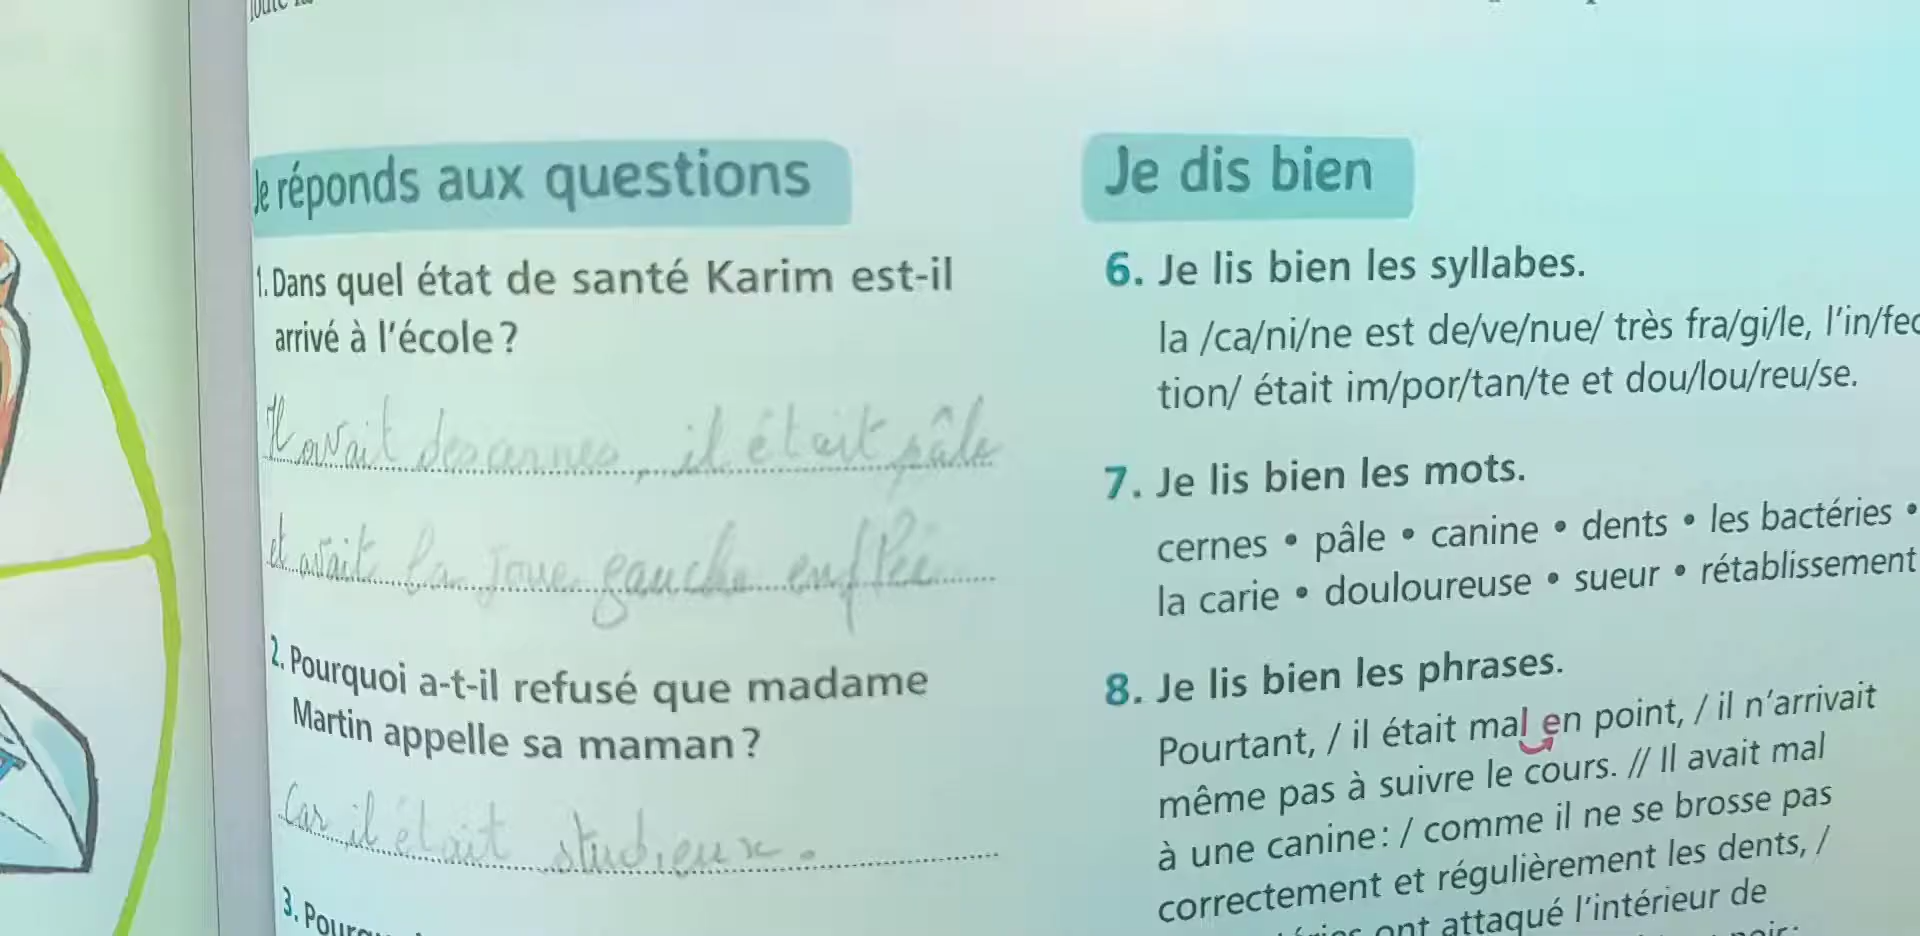 Je réponds aux questions
1. Dans quel état de santé Karim est-il
arrivé à l'école ?
Il avait des cernes, il était pâle
et avait la joue gauche enflée
2. Pourquoi a-t-il refusé que madame
Martin appelle sa maman ?
Car il était studieux.
3.
Je dis bien
6. Je lis bien les syllabes.
la /ca/ni/ne est de/ve/nue/ très fra/gi/le, l'in/fec
tion/ était im/por/tan/te et dou/lou/reu/se.
7. Je lis bien les mots.
cernes • pâle • canine • dents • les bactéries •
la carie • douloureuse • sueur • rétablissement
8. Je lis bien les phrases.
Pourtant, / il était mal en point, / il n'arrivait
même pas à suivre le cours. // Il avait mal
à une canine: / comme il ne se brosse pas
correctement et régulièrement les dents, /
ont attaqué l'intérieur de